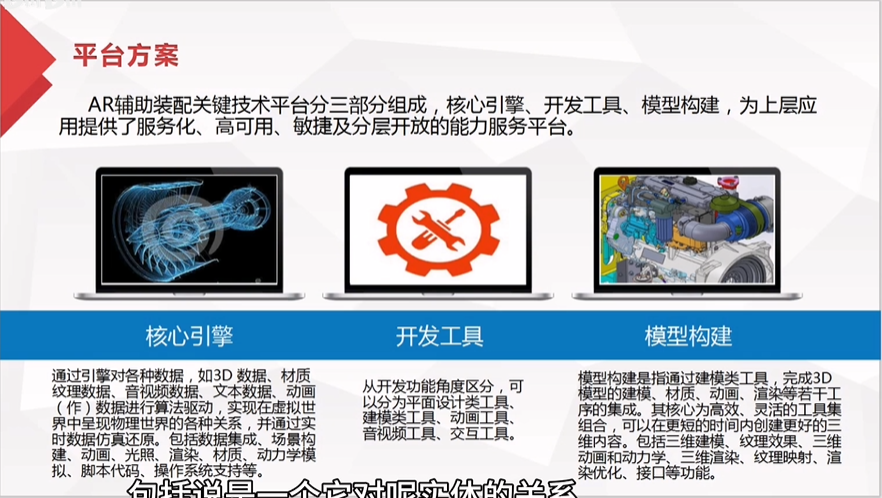 平台方案
AR辅助装配关键技术平台分三部分组成，核心引擎、开发工具、模型构建，为上层应
用提供了服务化、高可用、敏捷及分层开放的能力服务平台。
核心引擎
开发工具
模型构建
通过引擎对各种数据，如3D 数据、材质
纹理数据、音视频数据、文本数据、动画
（作）数据进行算法驱动，实现在虚拟世
界中呈现物理世界的各种关系，并通过实
时数据仿真还原。包括数据集成、场景构
建、动画、光照、渲染、材质、动力学模
拟、脚本代码、操作系统支持等。
从开发功能角度区分，可
以分为平面设计类工具、
建模类工具、动画工具、
音视频工具、交互工具。
模型构建是指通过建模类工具，完成3D
模型的建模、材质、动画、渲染等若干工
序的集成。其核心为高效、灵活的工具集
组合，可以在更短的时间内创建更好的三
维内容。包括三维建模、纹理效果、三维
动画和动力学、三维渲染、纹理映射、渲
染优化、接口等功能。
包括说是一个它对呢实体的关系